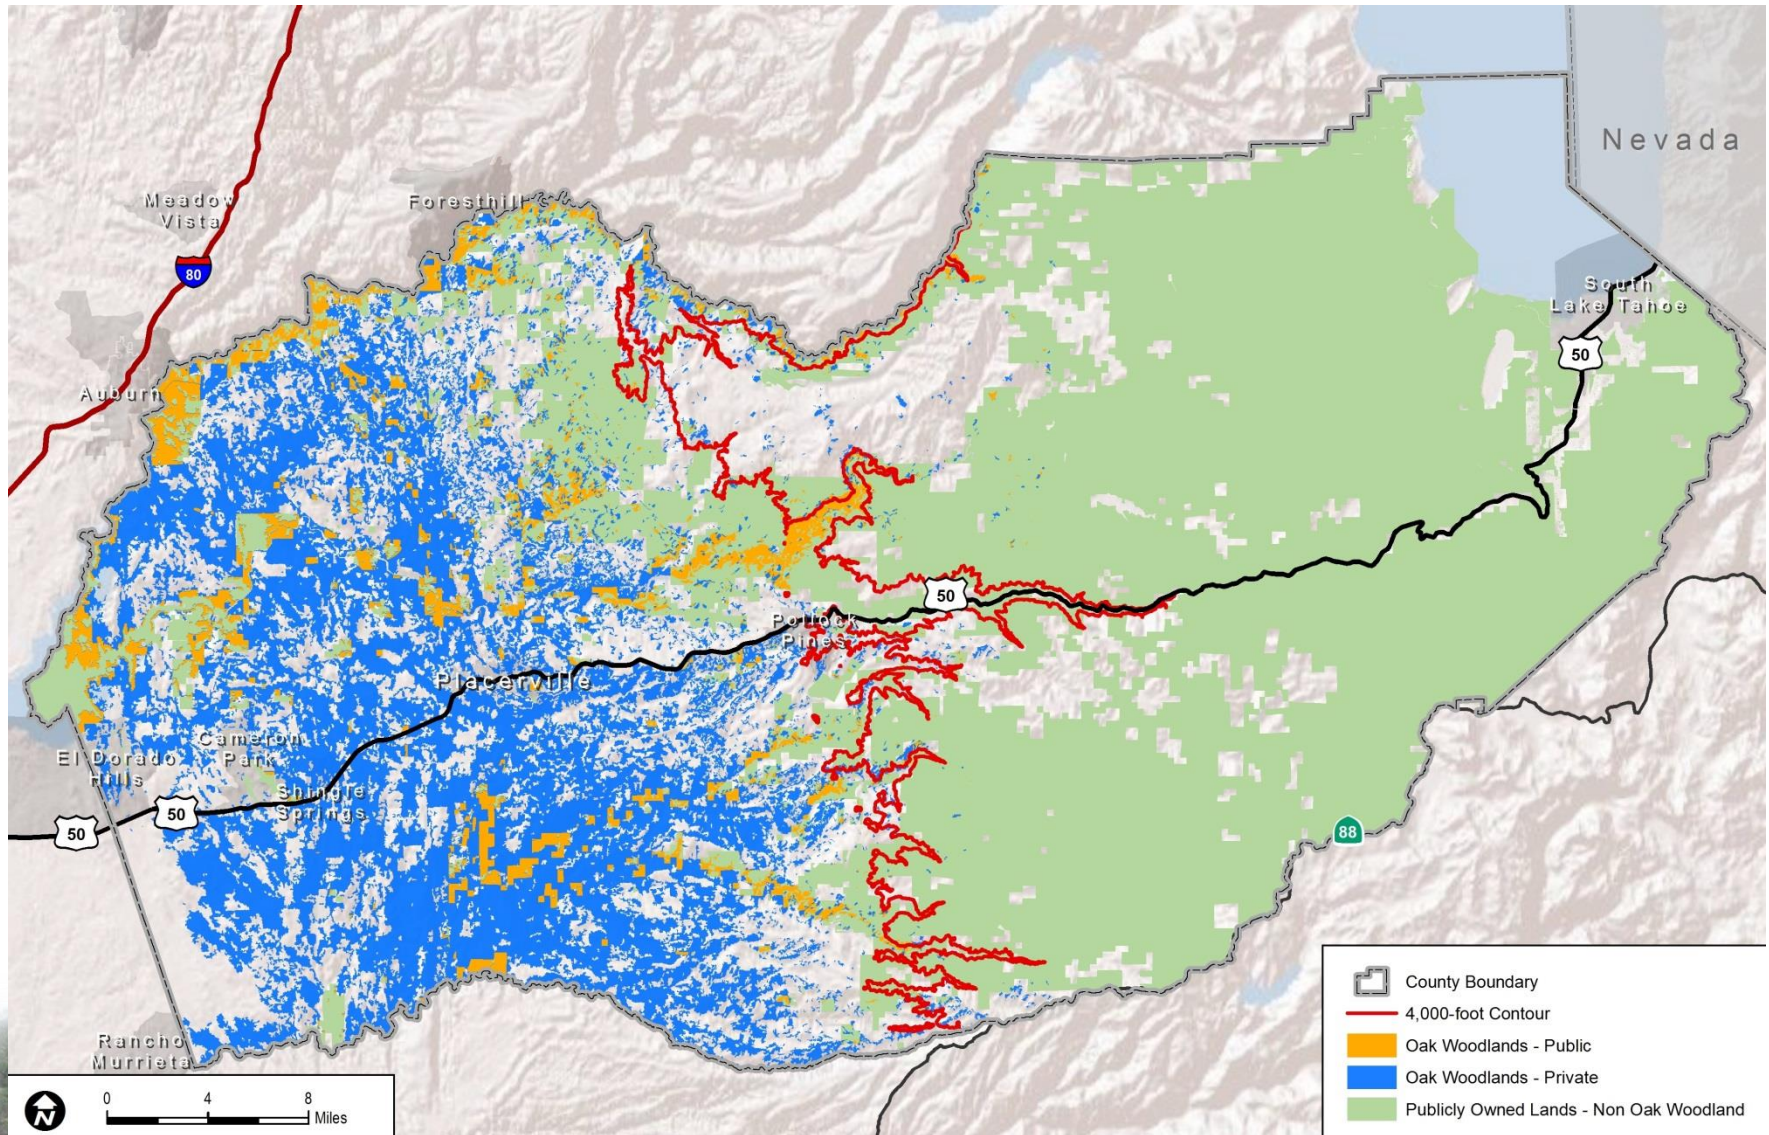 Nevada
Meadow
Vista
Foresthill
80
South
Lake Tahoe
50
Auburn
50
Pollock
Pines
Placerville
Cameron
Park
El Dorado
Hills
Shingle
Springs
50
50
88
Rancho
Murrieta
County Boundary
4,000-foot Contour
Oak Woodlands - Public
Oak Woodlands - Private
Publicly Owned Lands - Non Oak Woodland
N
0 4 8
Miles